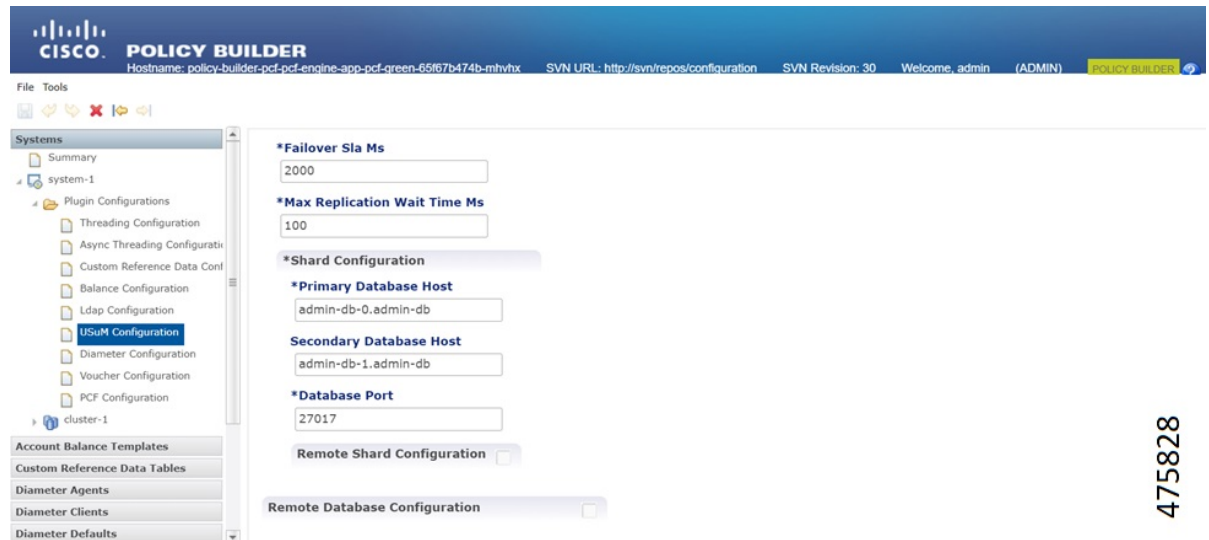 CISCO. POLICY BUILDER
Hostname: policy-builder-pcf-pcf-engine-app-pcf-green-65f67b474b-mhvhx SVN URL: http://svn/repos/configuration SVN Revision: 30 Welcome, admin (ADMIN) POLICY BUILDER ?
File Tools
Systems
Summary
system-1
Plugin Configurations
Threading Configuration
Async Threading Configuratio
Custom Reference Data Conf
Balance Configuration
Ldap Configuration
USuM Configuration
Diameter Configuration
Voucher Configuration
PCF Configuration
cluster-1
Account Balance Templates
Custom Reference Data Tables
Diameter Agents
Diameter Clients
Diameter Defaults
*Failover Sla Ms
2000
*Max Replication Wait Time Ms
100
*Shard Configuration
*Primary Database Host
admin-db-0.admin-db
Secondary Database Host
admin-db-1.admin-db
*Database Port
27017
Remote Shard Configuration
Remote Database Configuration
475828